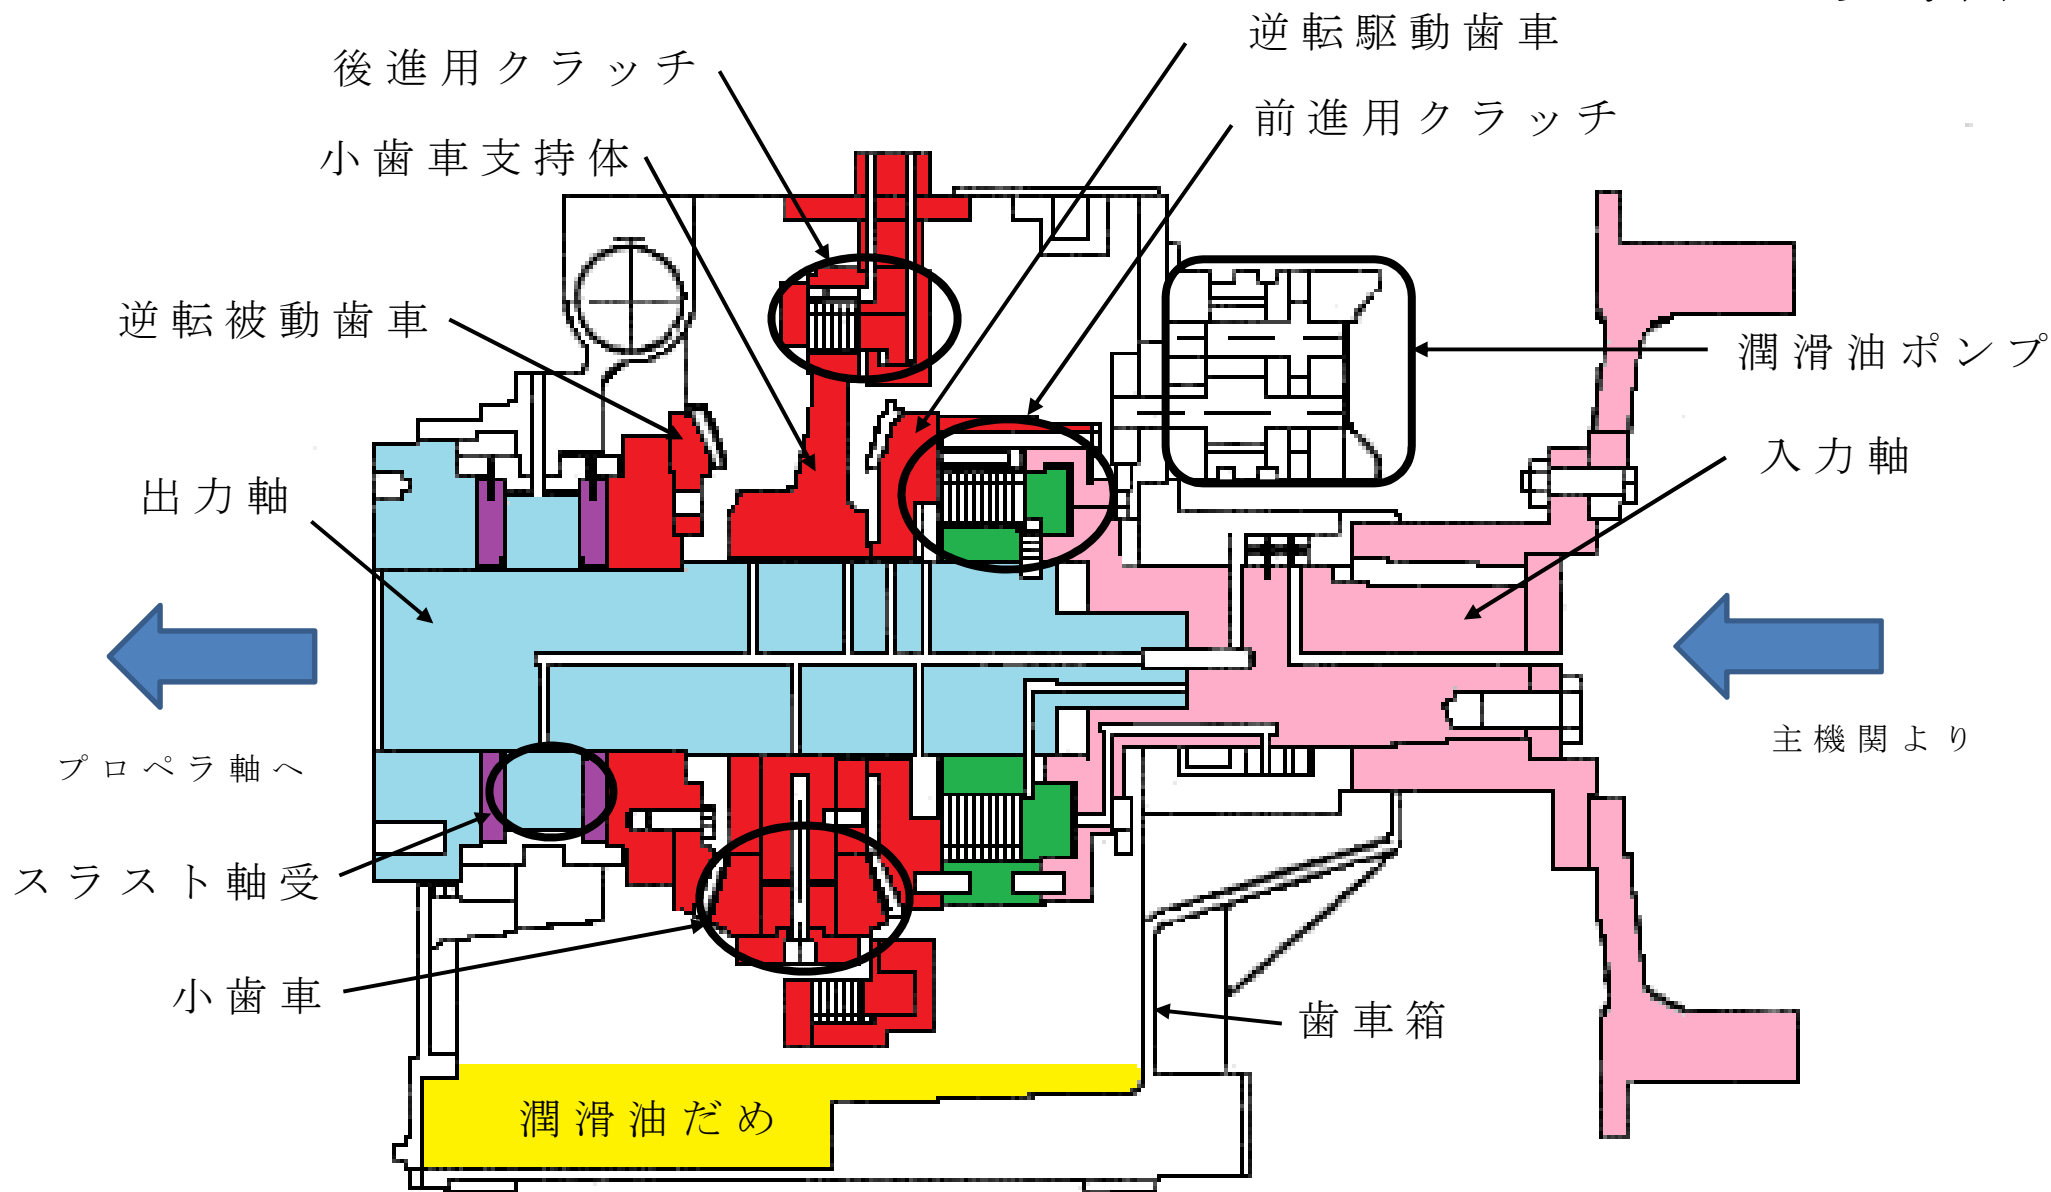 逆転駆動歯車
後進用クラッチ
前進用クラッチ
小歯車支持体
逆転被動歯車
潤滑油ポンプ
入力軸
出力軸
主機関より
プロペラ軸へ
スラスト軸受
小歯車
歯車箱
潤滑油だめ